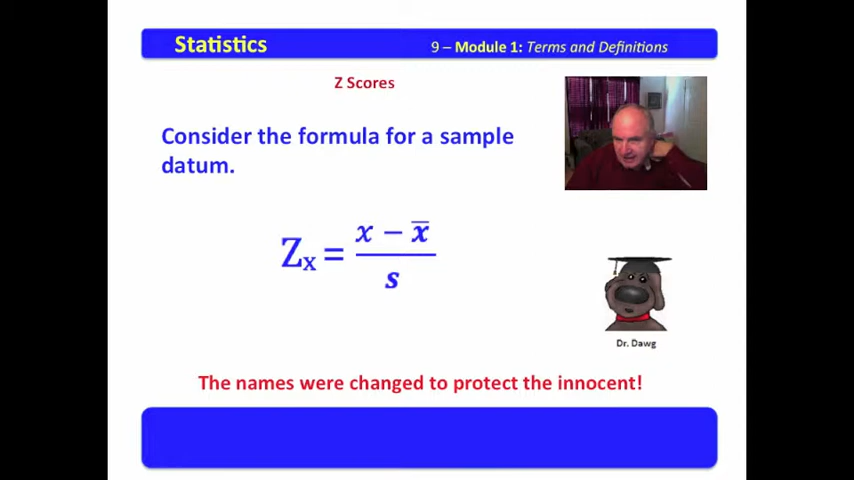 Statistics
9 – Module 1: Terms and Definitions
Z Scores
Consider the formula for a sample
datum.
Zₓ = (x − x̅) / s
Dr. Dawg
The names were changed to protect the innocent!